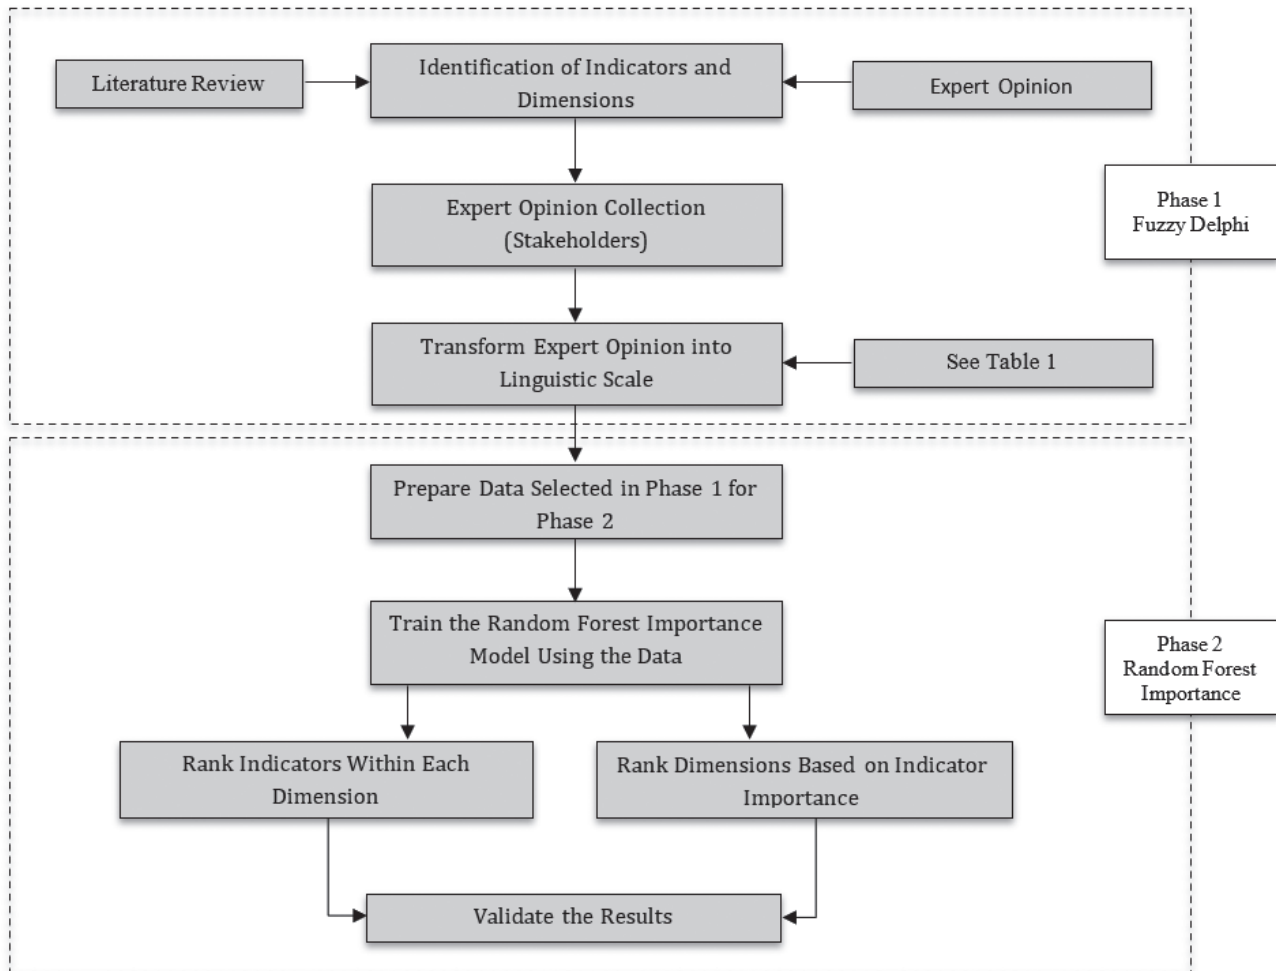 Literature Review
Identification of Indicators and
Dimensions
Expert Opinion
Expert Opinion Collection
(Stakeholders)
Phase 1
Fuzzy Delphi
Transform Expert Opinion into
Linguistic Scale
See Table 1
Prepare Data Selected in Phase 1 for
Phase 2
Train the Random Forest Importance
Model Using the Data
Phase 2
Random Forest
Importance
Rank Indicators Within Each
Dimension
Rank Dimensions Based on Indicator
Importance
Validate the Results